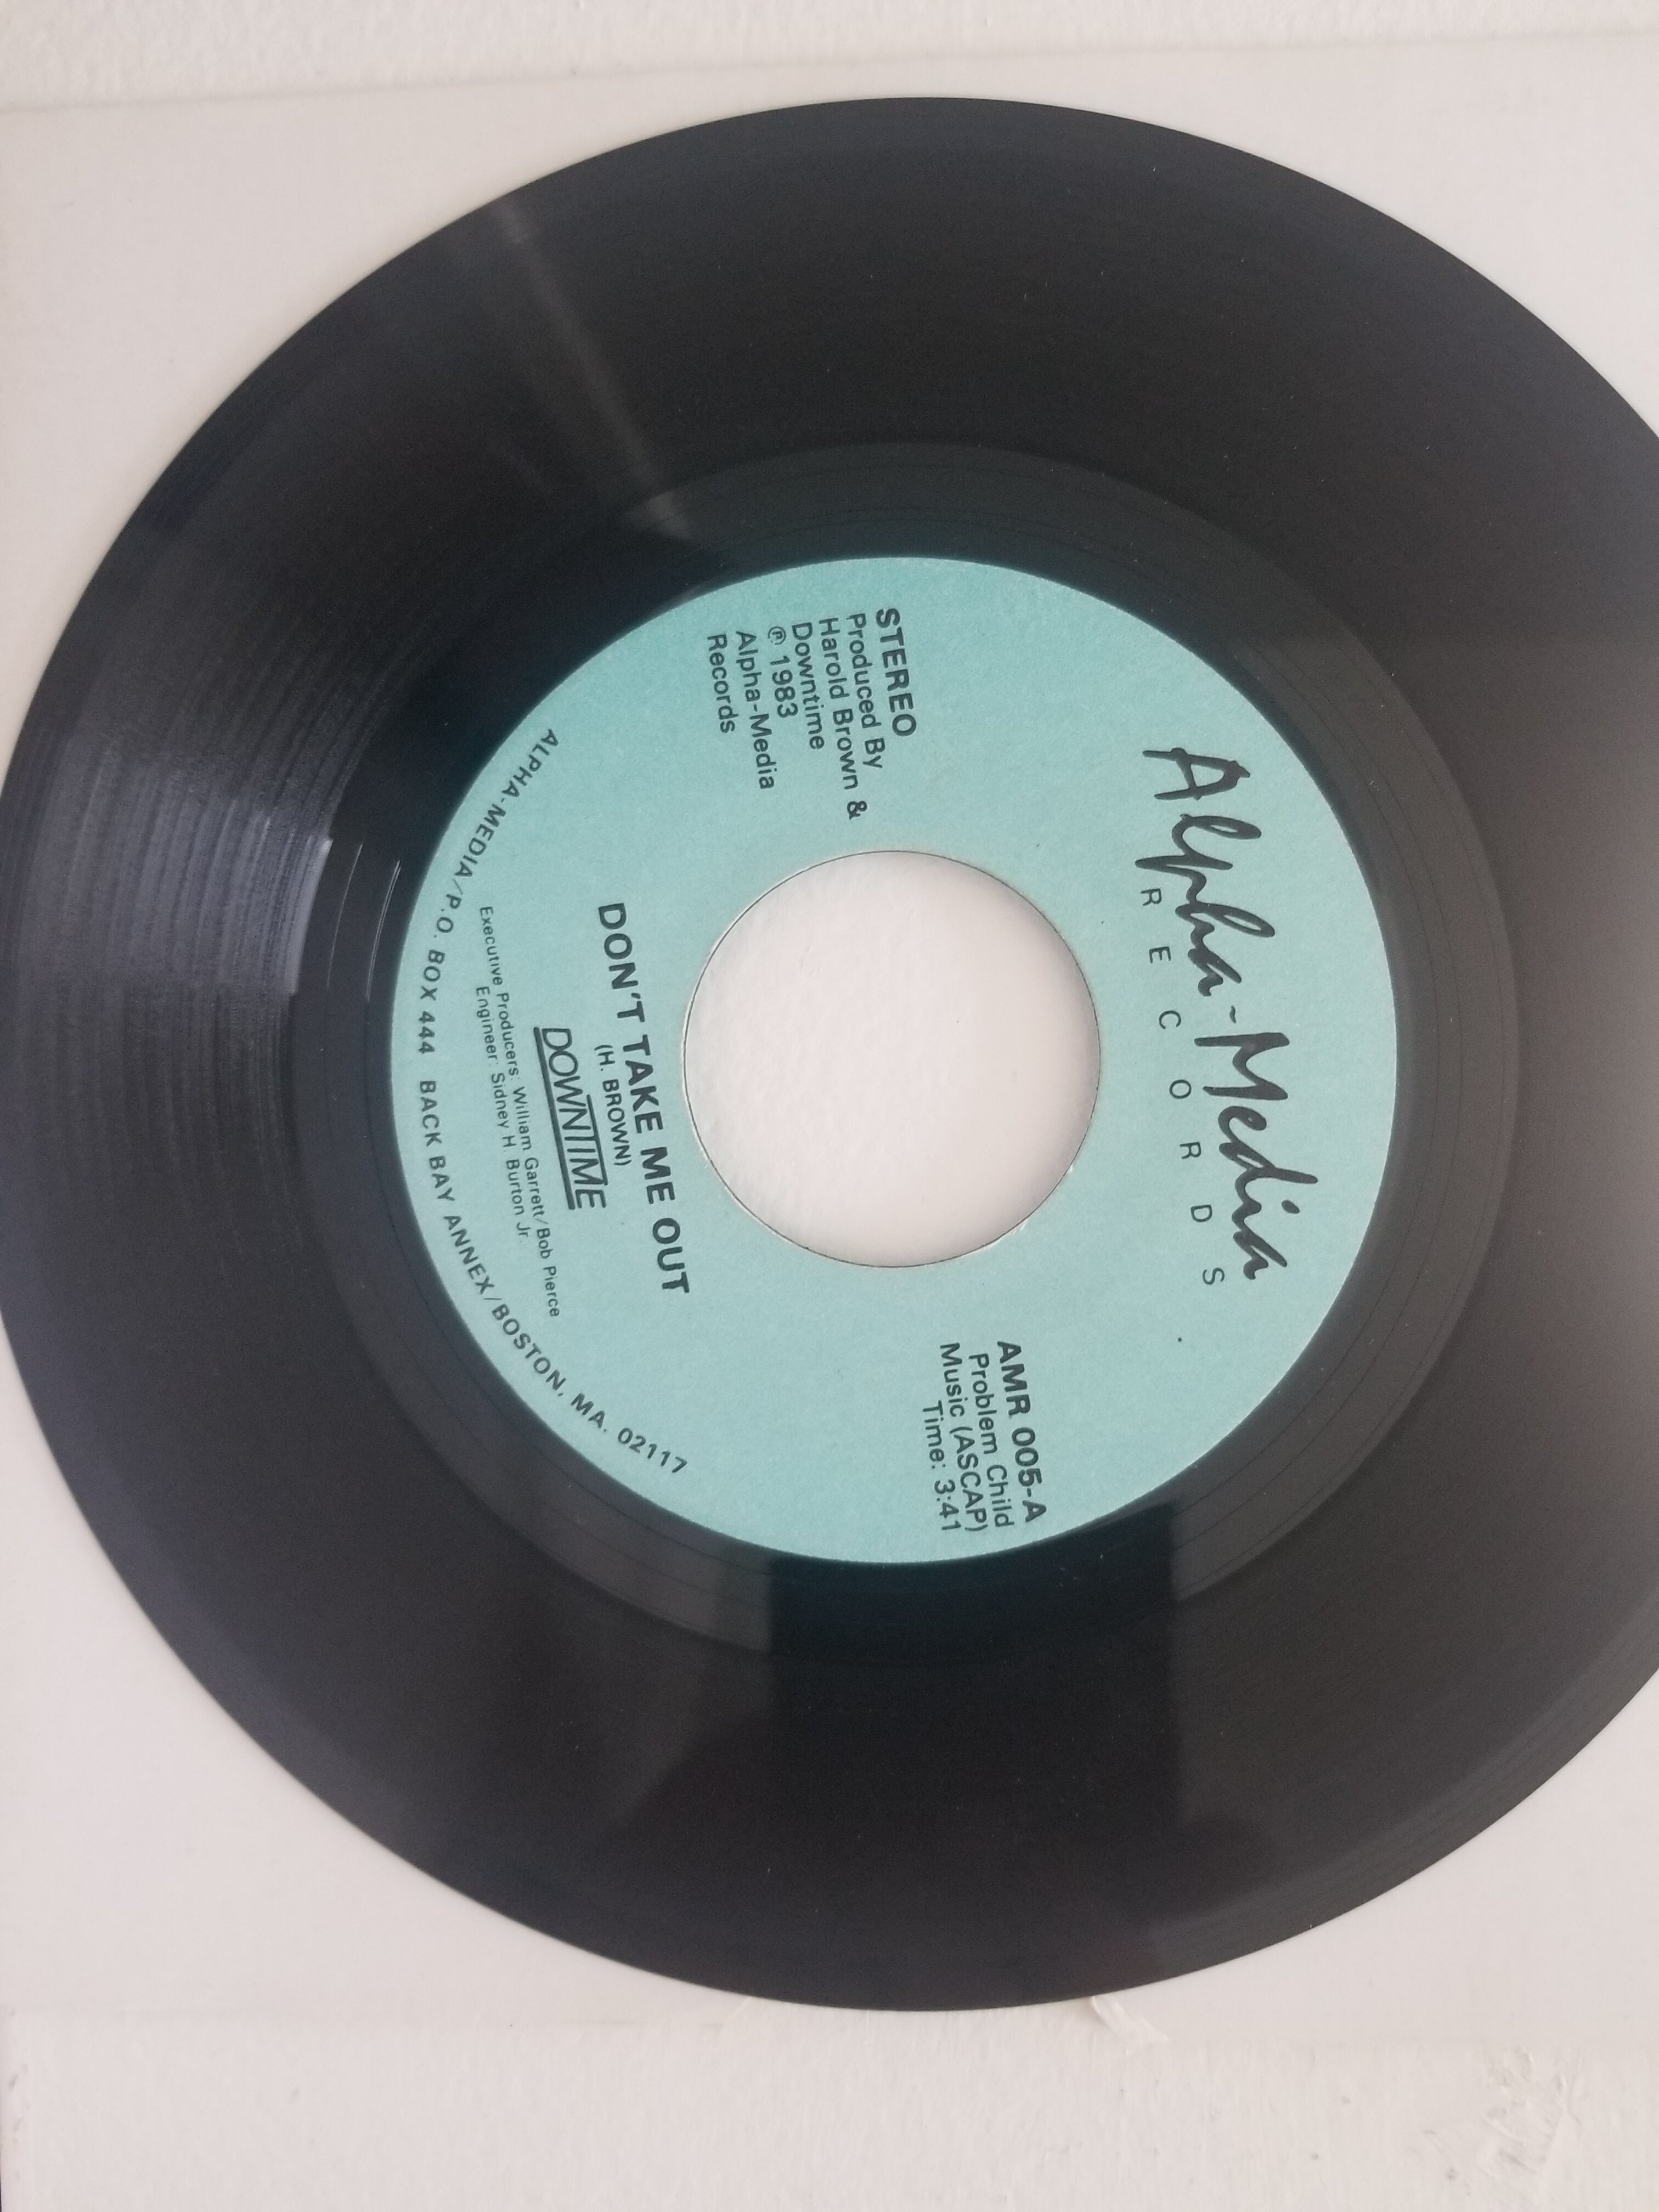 Alpha-Media
RECORDS
STEREO
Produced By
Harold Brown &
Downtime
℗ 1983
Alpha-Media
Records
AMR 005-A
Problem Child
Music (ASCAP)
Time: 3:41
DON'T TAKE ME OUT
(H. BROWN)
DOWNTIME
Executive Producers: William Garrett/Bob Pierce
Engineer: Sidney H. Burton Jr.
ALPHA-MEDIA/P.O. BOX 444 BACK BAY ANNEX/BOSTON, MA. 02117